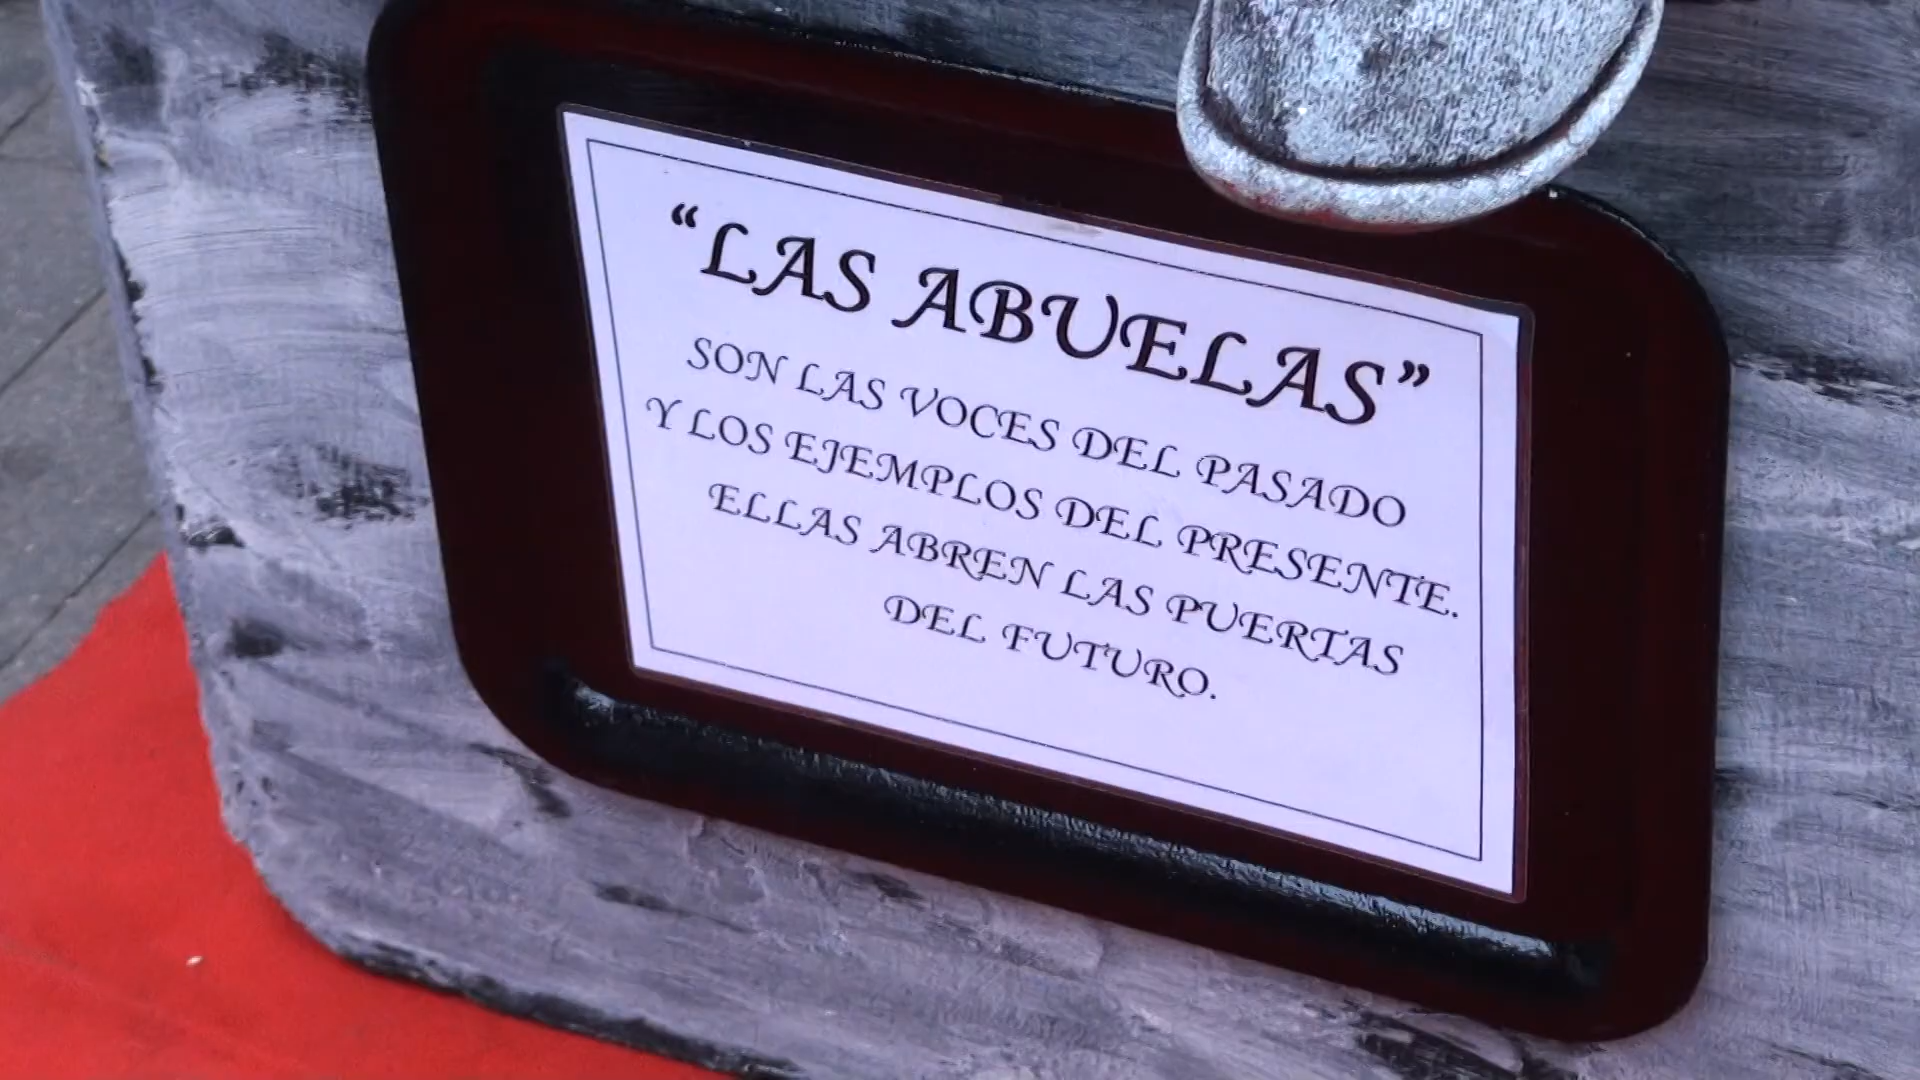 “LAS ABUELAS”
SON LAS VOCES DEL PASADO
Y LOS EJEMPLOS DEL PRESENTE.
ELLAS ABREN LAS PUERTAS
DEL FUTURO.